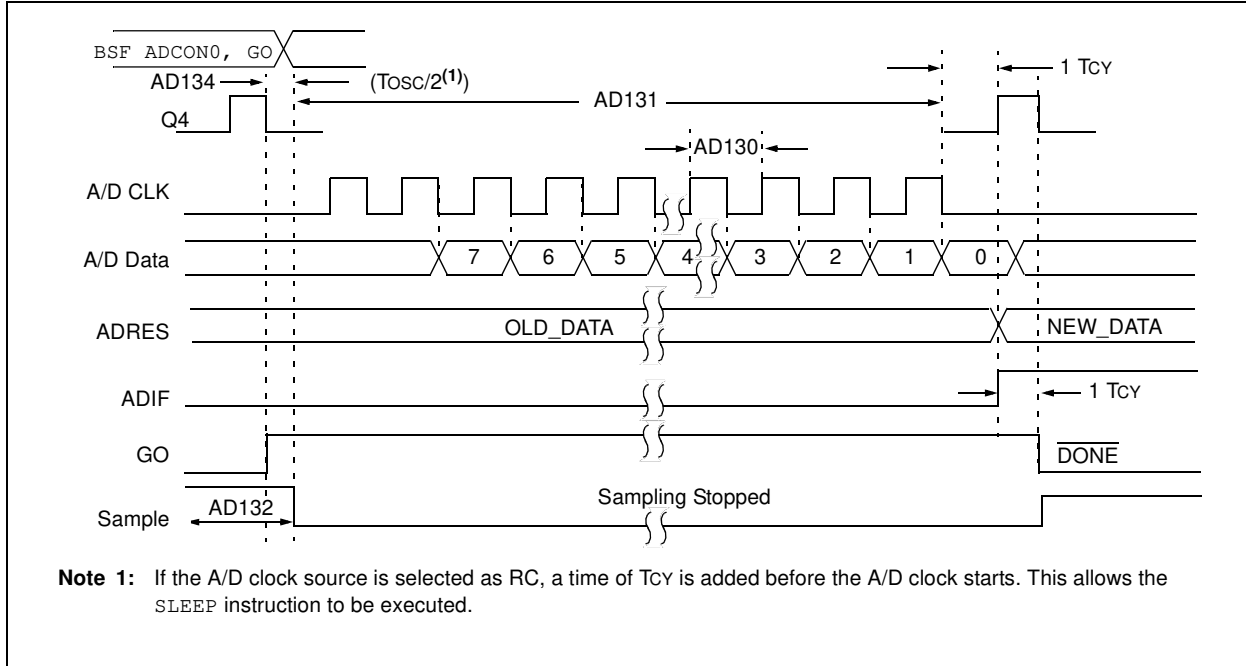 BSF ADCON0, GO
AD134
(TOSC/2(1))
1 TCY
AD131
Q4
AD130
A/D CLK
A/D Data
7 6 5 4 3 2 1 0
ADRES
OLD_DATA
NEW_DATA
ADIF
1 TCY
GO
DONE
Sampling Stopped
AD132
Sample
Note 1: If the A/D clock source is selected as RC, a time of TCY is added before the A/D clock starts. This allows the
SLEEP instruction to be executed.